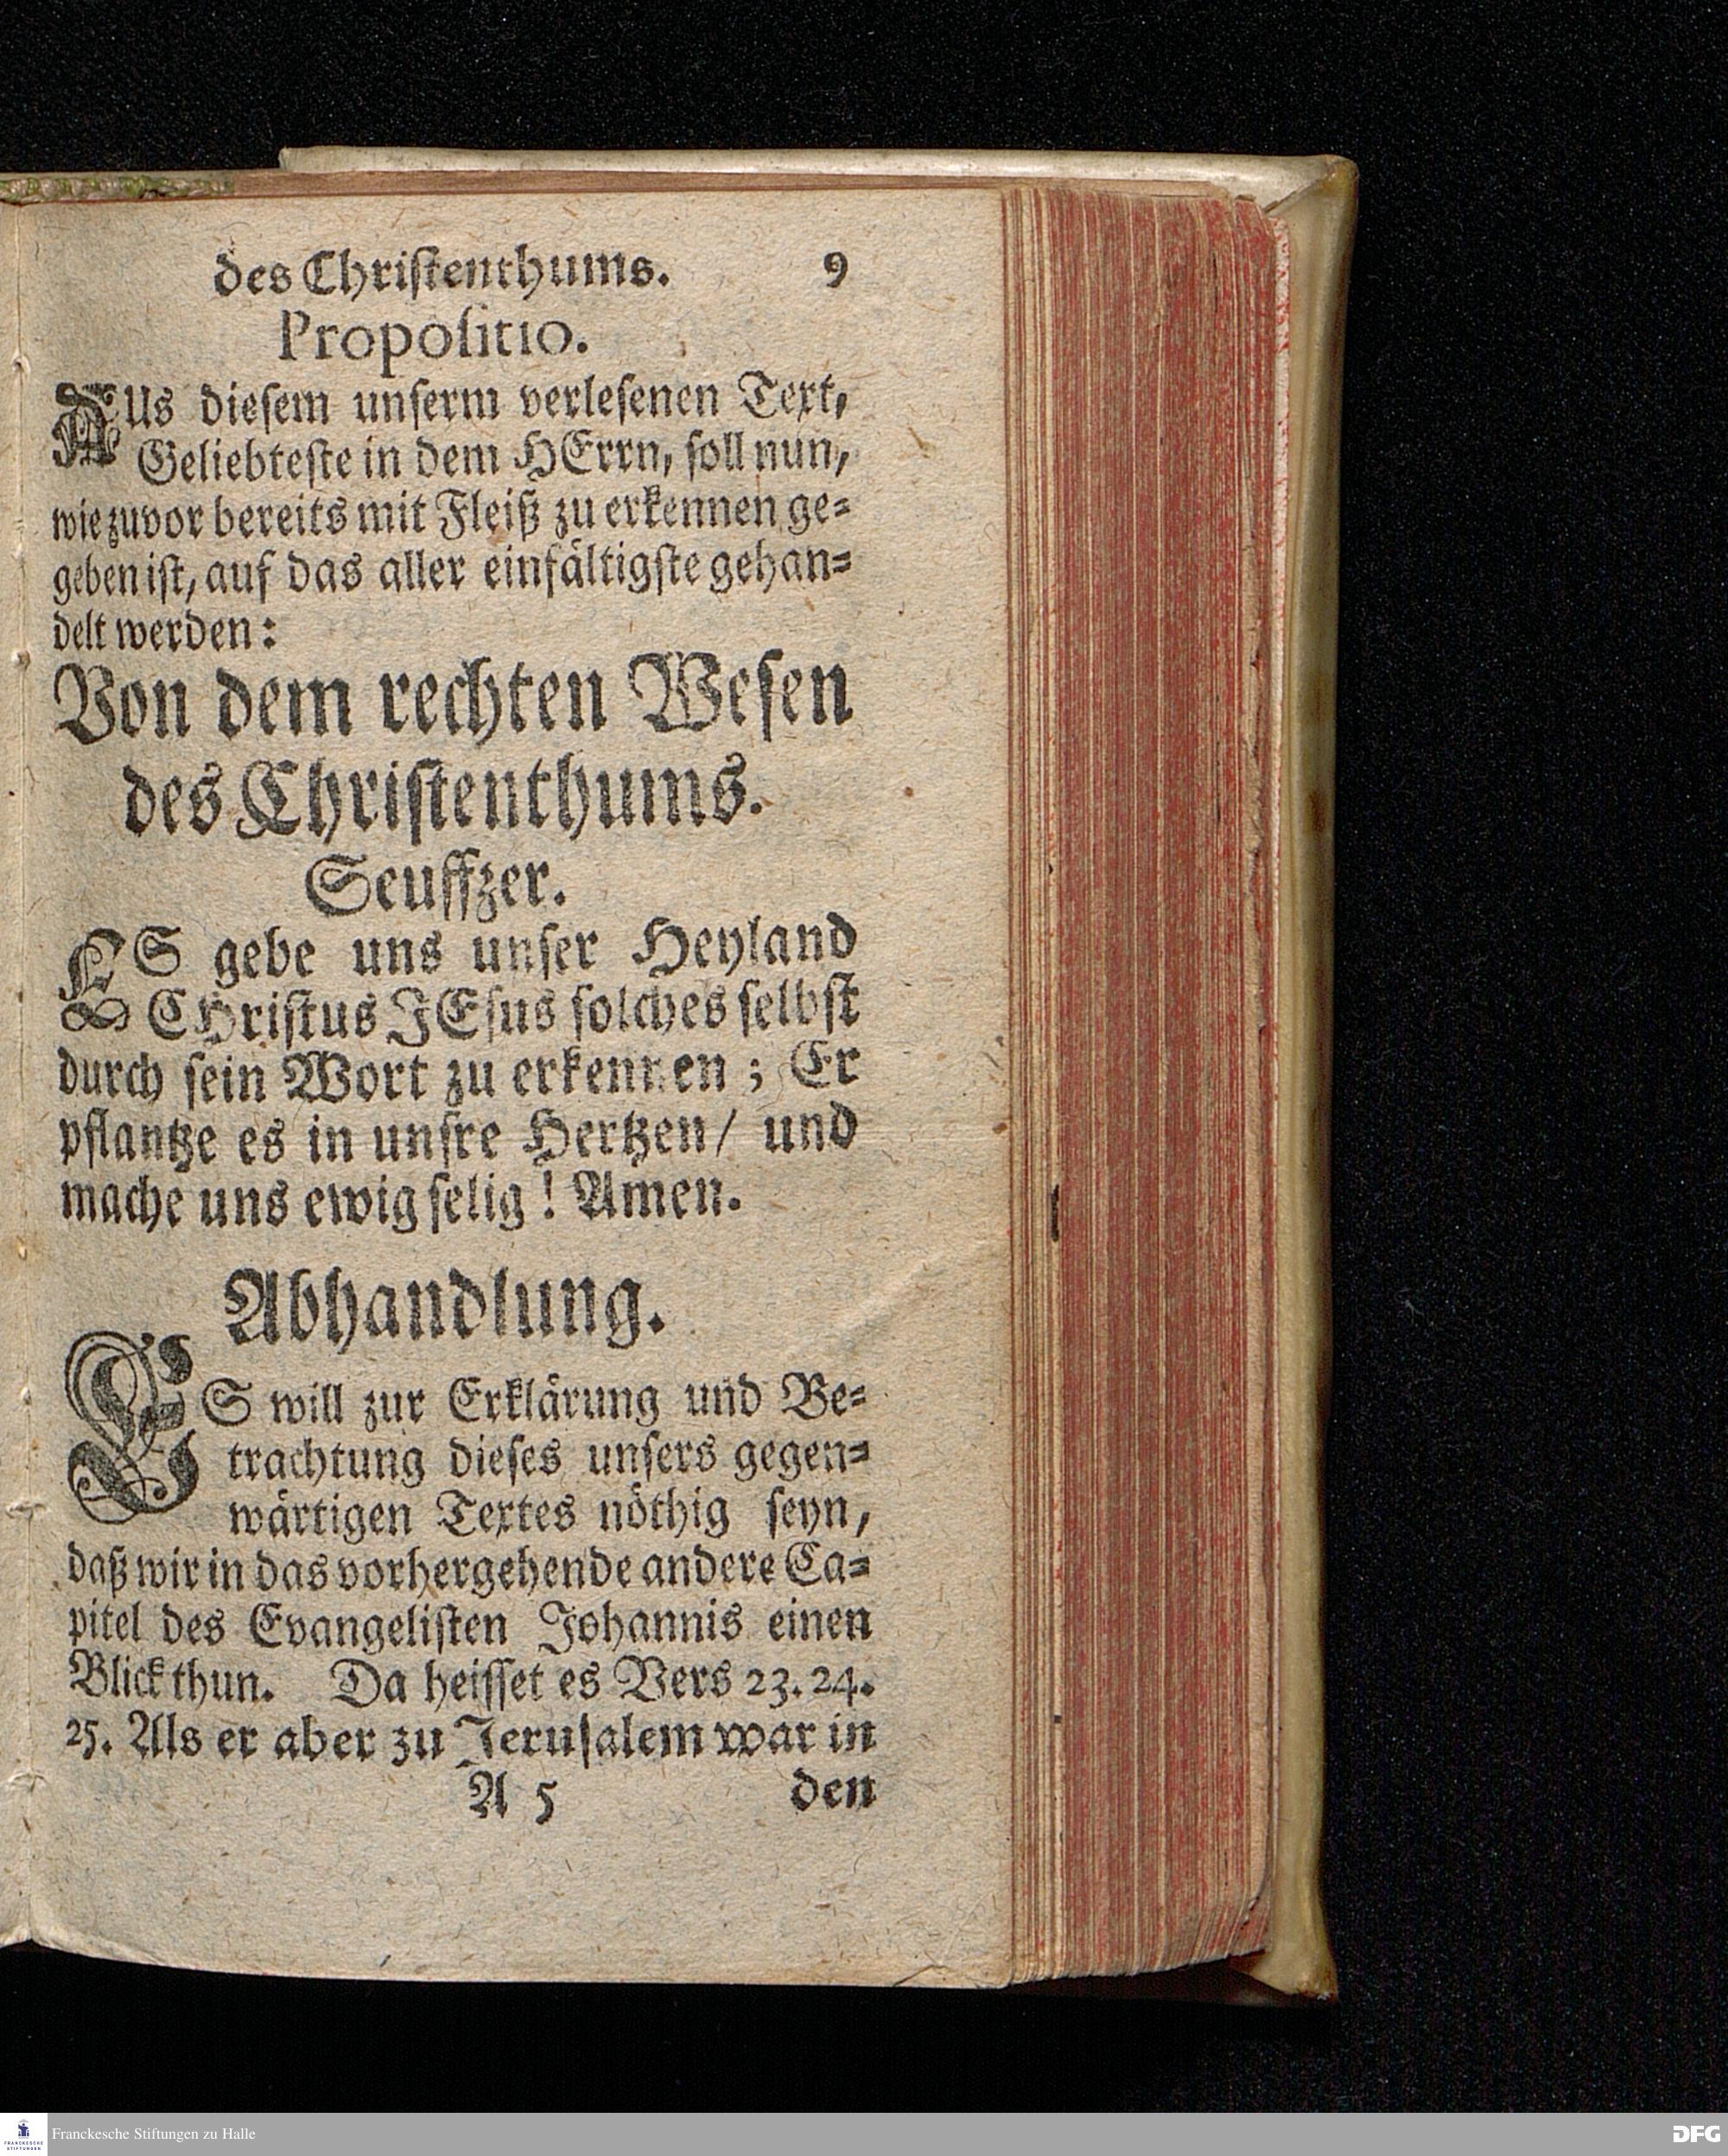 des Chriſtenthums. 9
Propoſitio.
AUs dieſem unſerm verleſenen Text,
Geliebteſte in dem HErrn, ſoll nun,
wie zuvor bereits mit Fleiß zu erkennen ge-
geben iſt, auf das aller einfältigſte gehan-
delt werden:
Von dem rechten Weſen
des Chriſtenthums.
Seuffzer.
ES gebe uns unſer Heyland
CHriſtus JEſus ſolches ſelbſt
durch ſein Wort zu erkennen; Er
pflantze es in unſre Hertzen/ und
mache uns ewig ſelig! Amen.
Abhandlung.
ES will zur Erklärung und Be-
trachtung dieſes unſers gegen-
wärtigen Textes nöthig ſeyn,
daß wir in das vorhergehende andere Ca-
pitel des Evangeliſten Johannis einen
Blick thun. Da heiſſet es Vers 23. 24.
25. Als er aber zu Jeruſalem war in
A 5 den
FRANCKESCHE
STIFTUNGEN
Franckesche Stiftungen zu Halle
DFG